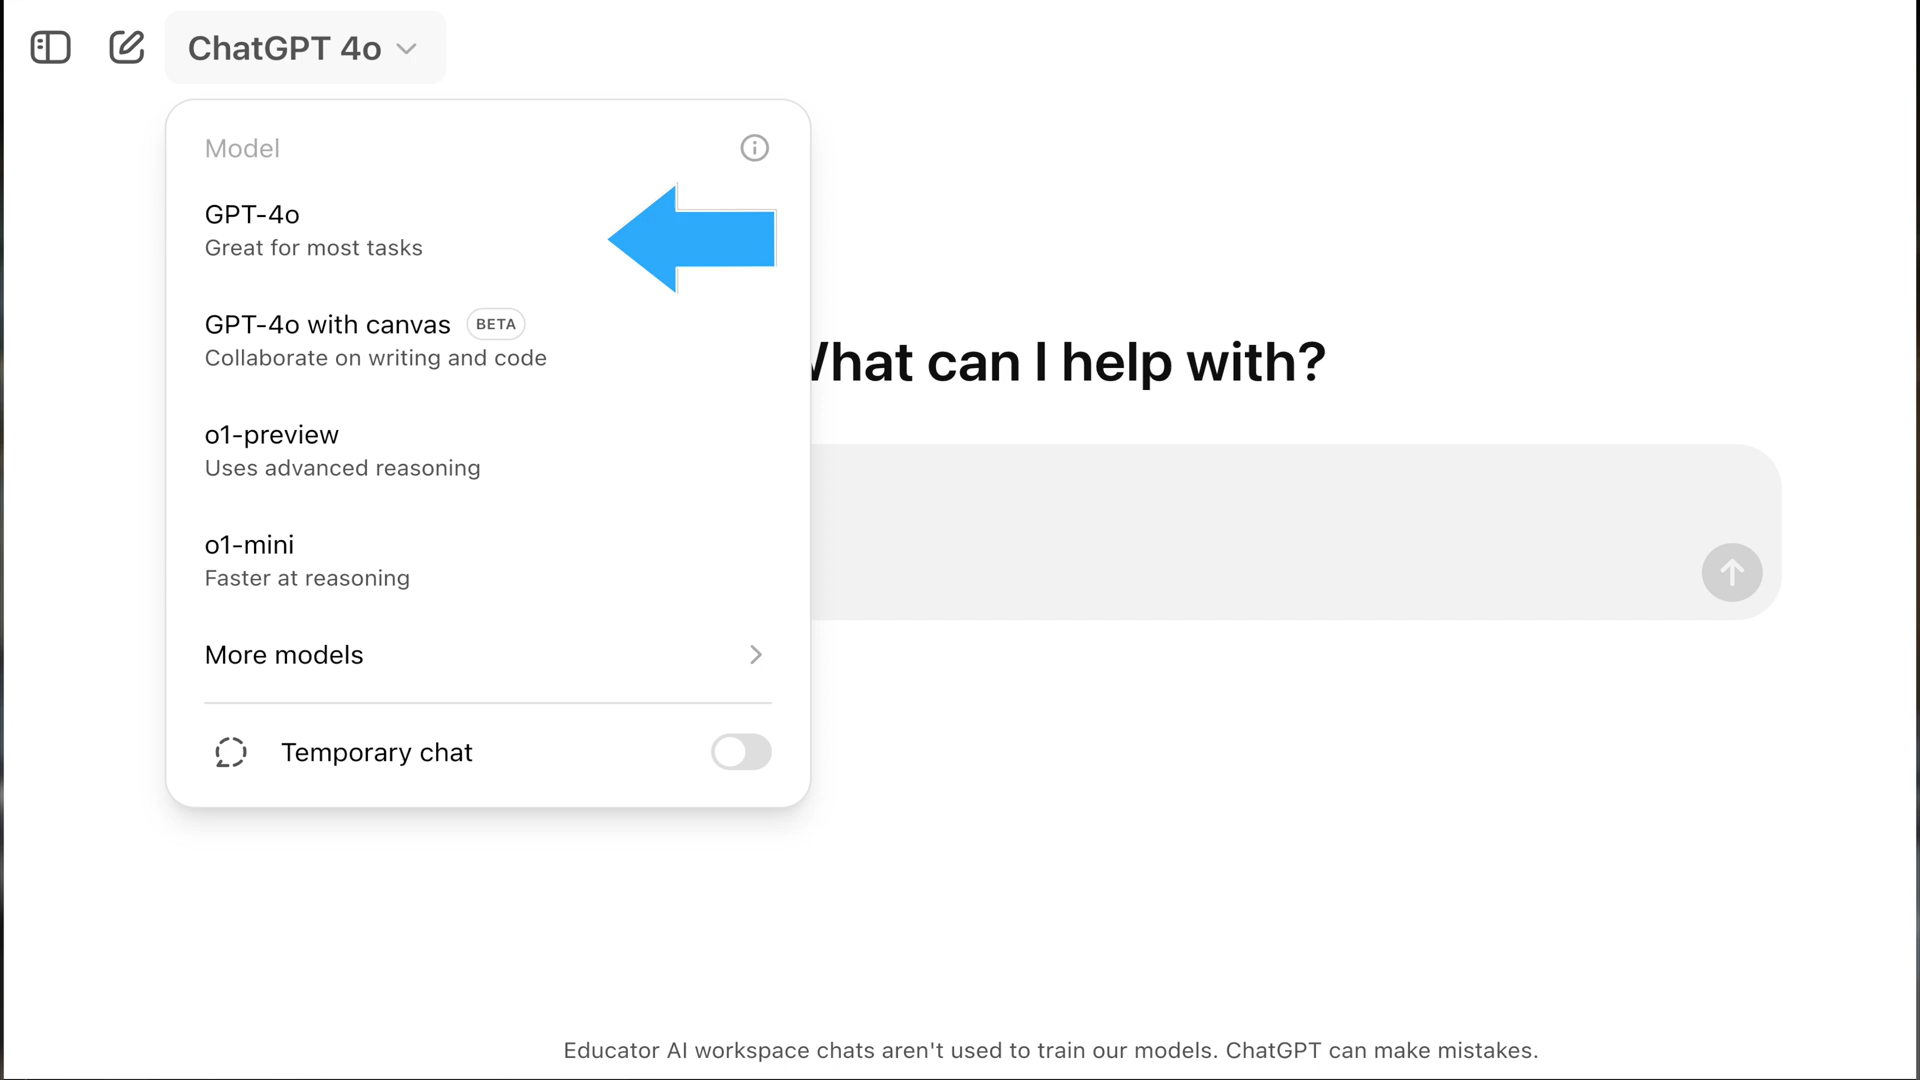 ChatGPT 4o
Model
GPT-4o
Great for most tasks
GPT-4o with canvas BETA
Collaborate on writing and code
o1-preview
Uses advanced reasoning
o1-mini
Faster at reasoning
More models
Temporary chat
What can I help with?
Educator AI workspace chats aren't used to train our models. ChatGPT can make mistakes.